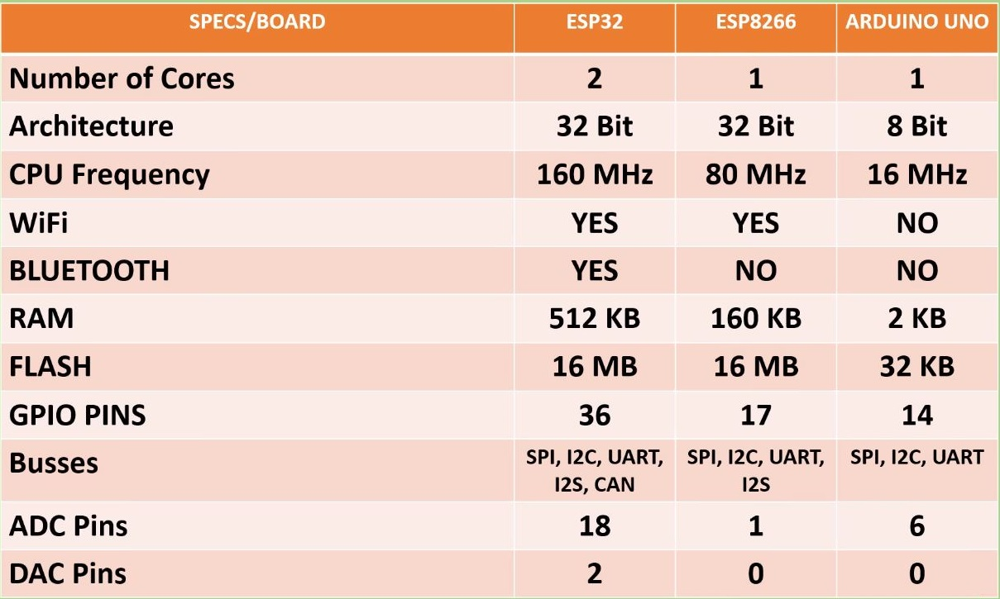 SPECS/BOARD ESP32 ESP8266 ARDUINO UNO
Number of Cores 2 1 1
Architecture 32 Bit 32 Bit 8 Bit
CPU Frequency 160 MHz 80 MHz 16 MHz
WiFi YES YES NO
BLUETOOTH YES NO NO
RAM 512 KB 160 KB 2 KB
FLASH 16 MB 16 MB 32 KB
GPIO PINS 36 17 14
Busses SPI, I2C, UART, SPI, I2C, UART, SPI, I2C, UART
I2S, CAN I2S
ADC Pins 18 1 6
DAC Pins 2 0 0